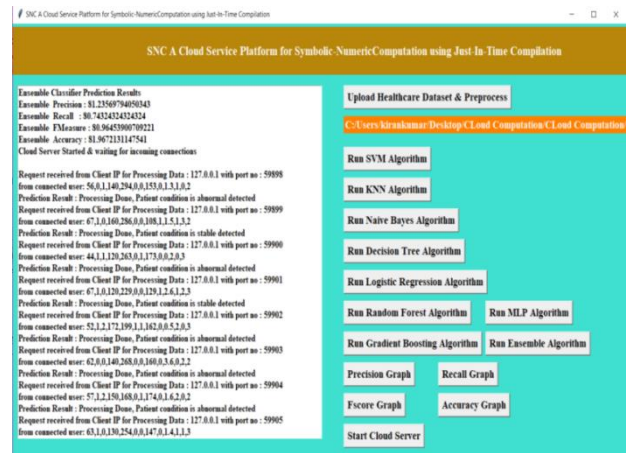 SNC A Cloud Service Platform for Symbolic-NumericComputation using Just-In-Time Compilation
SNC A Cloud Service Platform for Symbolic-NumericComputation using Just-In-Time Compilation
Ensemble Classifier Prediction Results
Ensemble Precision : 81.23569794050343
Ensemble Recall : 80.74324324324324
Ensemble FMeasure : 80.96453900709221
Ensemble Accuracy : 81.9672131147541
Cloud Server Started & waiting for incoming connections
Request received from Client IP for Processing Data : 127.0.0.1 with port no : 59898
from connected user: 56,0,1,140,294,0,0,153,0,1.3,1,0,2
Prediction Result : Processing Done, Patient condition is abnormal detected
Request received from Client IP for Processing Data : 127.0.0.1 with port no : 59899
from connected user: 67,1,0,160,286,0,0,108,1,1.5,1,3,2
Prediction Result : Processing Done, Patient condition is stable detected
Request received from Client IP for Processing Data : 127.0.0.1 with port no : 59900
from connected user: 44,1,1,120,263,0,1,173,0,0,2,0,3
Prediction Result : Processing Done, Patient condition is abnormal detected
Request received from Client IP for Processing Data : 127.0.0.1 with port no : 59901
from connected user: 67,1,0,120,229,0,0,129,1,2.6,1,2,3
Prediction Result : Processing Done, Patient condition is stable detected
Request received from Client IP for Processing Data : 127.0.0.1 with port no : 59902
from connected user: 52,1,2,172,199,1,1,162,0,0.5,2,0,3
Prediction Result : Processing Done, Patient condition is abnormal detected
Request received from Client IP for Processing Data : 127.0.0.1 with port no : 59903
from connected user: 62,0,0,140,268,0,0,160,0,3.6,0,2,2
Prediction Result : Processing Done, Patient condition is abnormal detected
Request received from Client IP for Processing Data : 127.0.0.1 with port no : 59904
from connected user: 57,1,2,150,168,0,1,174,0,1.6,2,0,2
Prediction Result : Processing Done, Patient condition is abnormal detected
Request received from Client IP for Processing Data : 127.0.0.1 with port no : 59905
from connected user: 63,1,0,130,254,0,0,147,0,1.4,1,1,3
Upload Healthcare Dataset & Preprocess
C:/Users/kirankumar/Desktop/CLoud Computation/CLoud Computation
Run SVM Algorithm
Run KNN Algorithm
Run Naive Bayes Algorithm
Run Decision Tree Algorithm
Run Logistic Regression Algorithm
Run Random Forest Algorithm Run MLP Algorithm
Run Gradient Boosting Algorithm Run Ensemble Algorithm
Precision Graph Recall Graph
Fscore Graph Accuracy Graph
Start Cloud Server